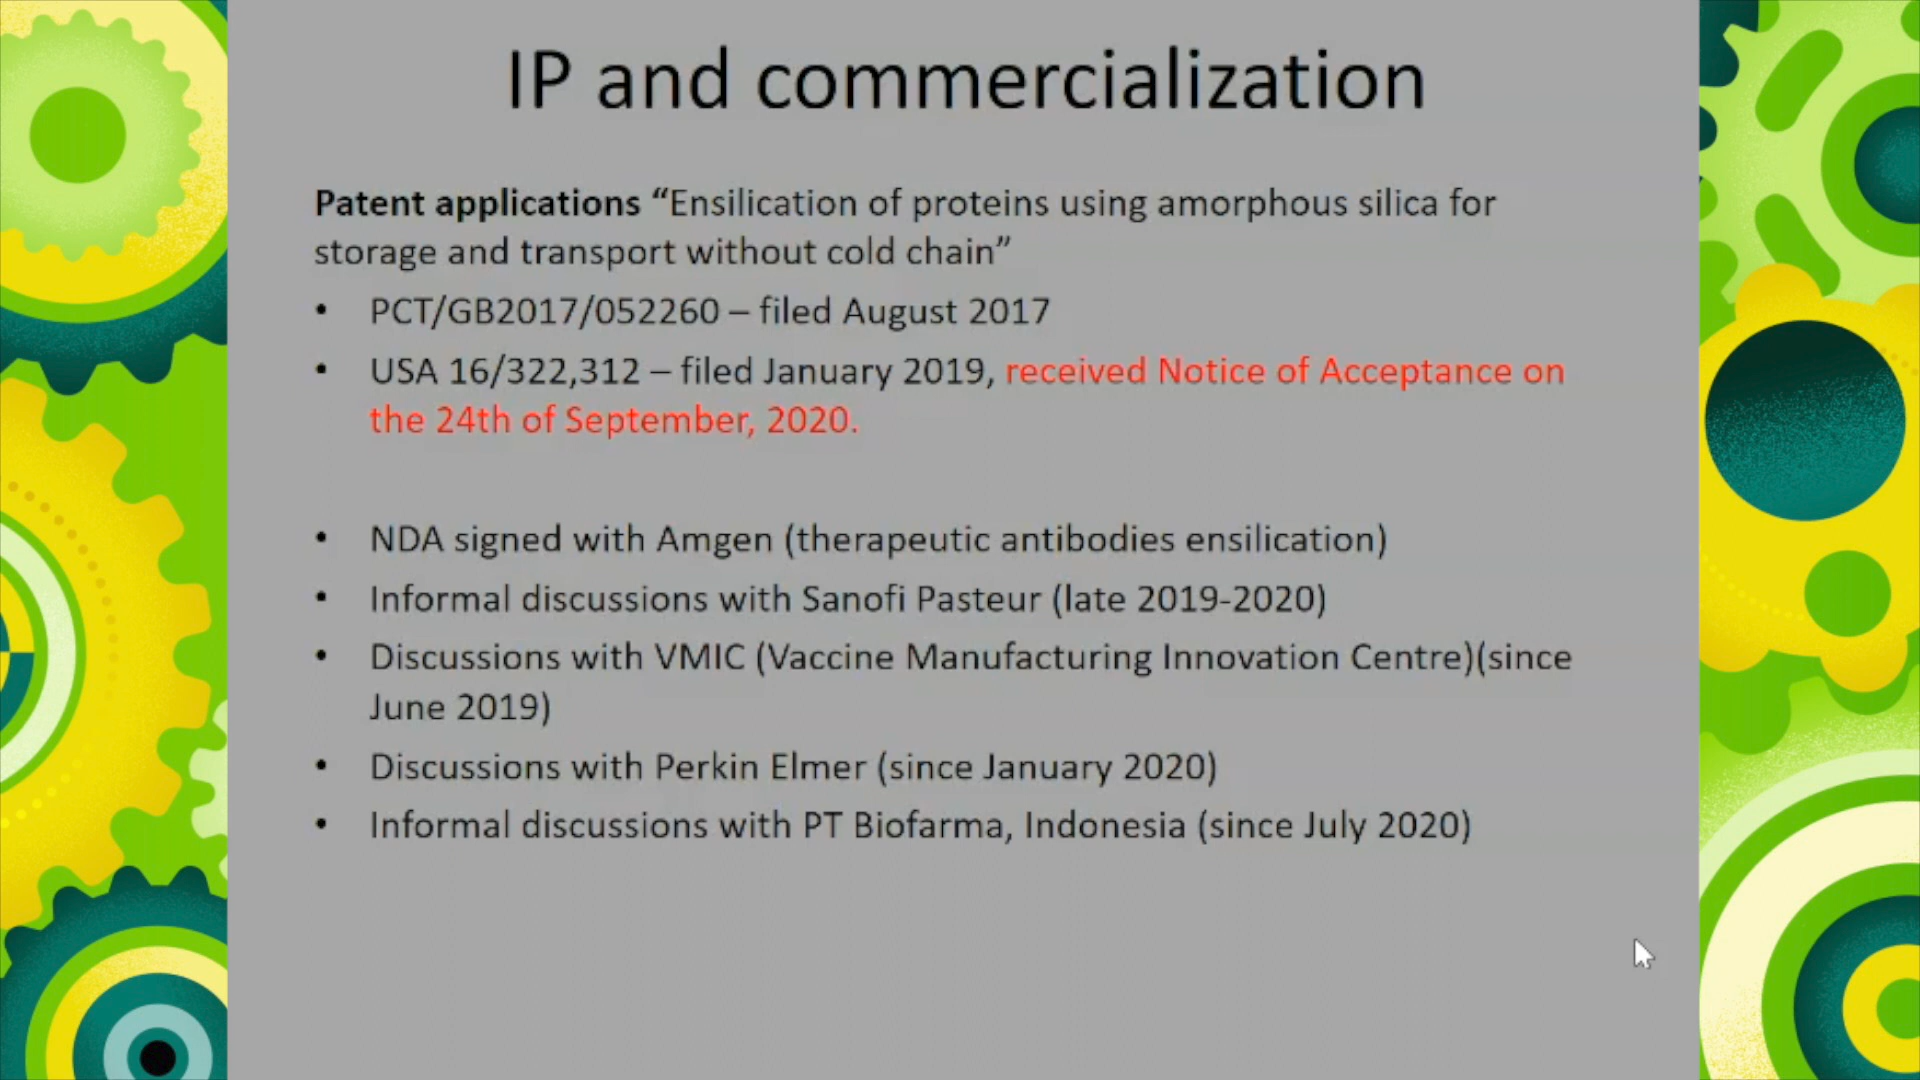 IP and commercialization
Patent applications “Ensilication of proteins using amorphous silica for
storage and transport without cold chain”
• PCT/GB2017/052260 – filed August 2017
• USA 16/322,312 – filed January 2019, received Notice of Acceptance on
the 24th of September, 2020.
• NDA signed with Amgen (therapeutic antibodies ensilication)
• Informal discussions with Sanofi Pasteur (late 2019-2020)
• Discussions with VMIC (Vaccine Manufacturing Innovation Centre)(since
June 2019)
• Discussions with Perkin Elmer (since January 2020)
• Informal discussions with PT Biofarma, Indonesia (since July 2020)